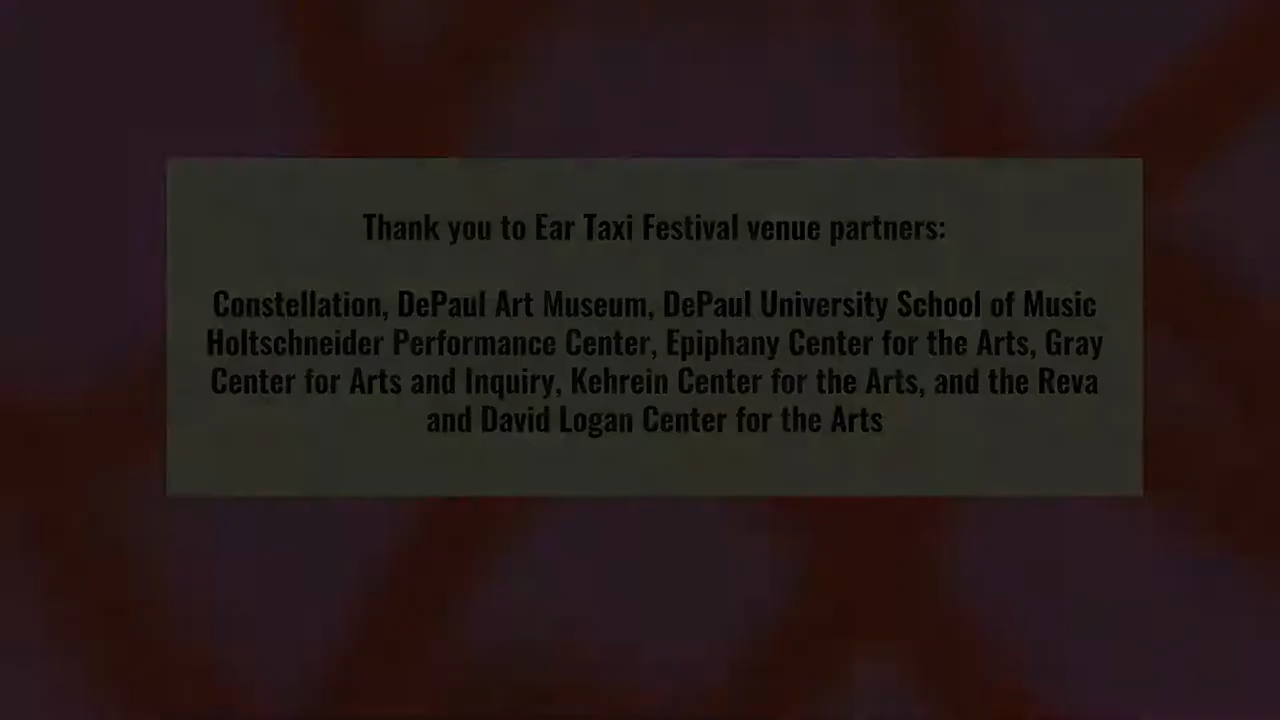 Thank you to Ear Taxi Festival venue partners:
Constellation, DePaul Art Museum, DePaul University School of Music
Holtschneider Performance Center, Epiphany Center for the Arts, Gray
Center for Arts and Inquiry, Kehrein Center for the Arts, and the Reva
and David Logan Center for the Arts